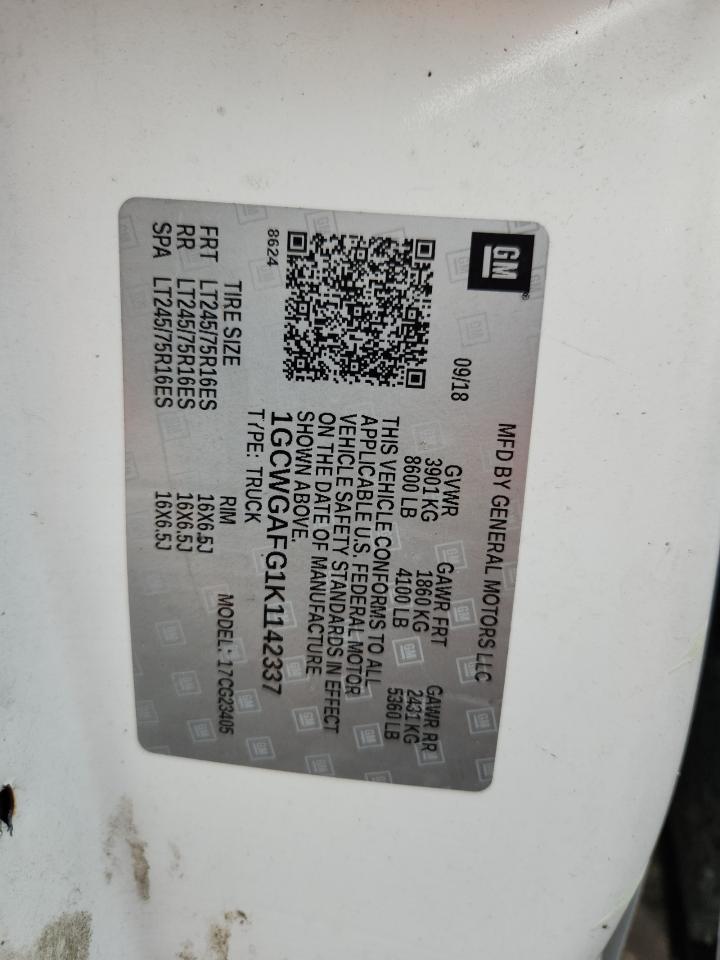 GM
MFD BY GENERAL MOTORS LLC
09/18
GVWR GAWR FRT GAWR RR
3901 KG 1860 KG 2431 KG
8600 LB 4100 LB 5360 LB
THIS VEHICLE CONFORMS TO ALL
APPLICABLE U.S. FEDERAL MOTOR
VEHICLE SAFETY STANDARDS IN EFFECT
ON THE DATE OF MANUFACTURE
SHOWN ABOVE.
8624
1GCWGAFG1K1142337
TYPE: TRUCK
MODEL: 17CG23405
TIRE SIZE RIM
FRT LT245/75R16ES 16X6.5J
RR LT245/75R16ES 16X6.5J
SPA LT245/75R16ES 16X6.5J